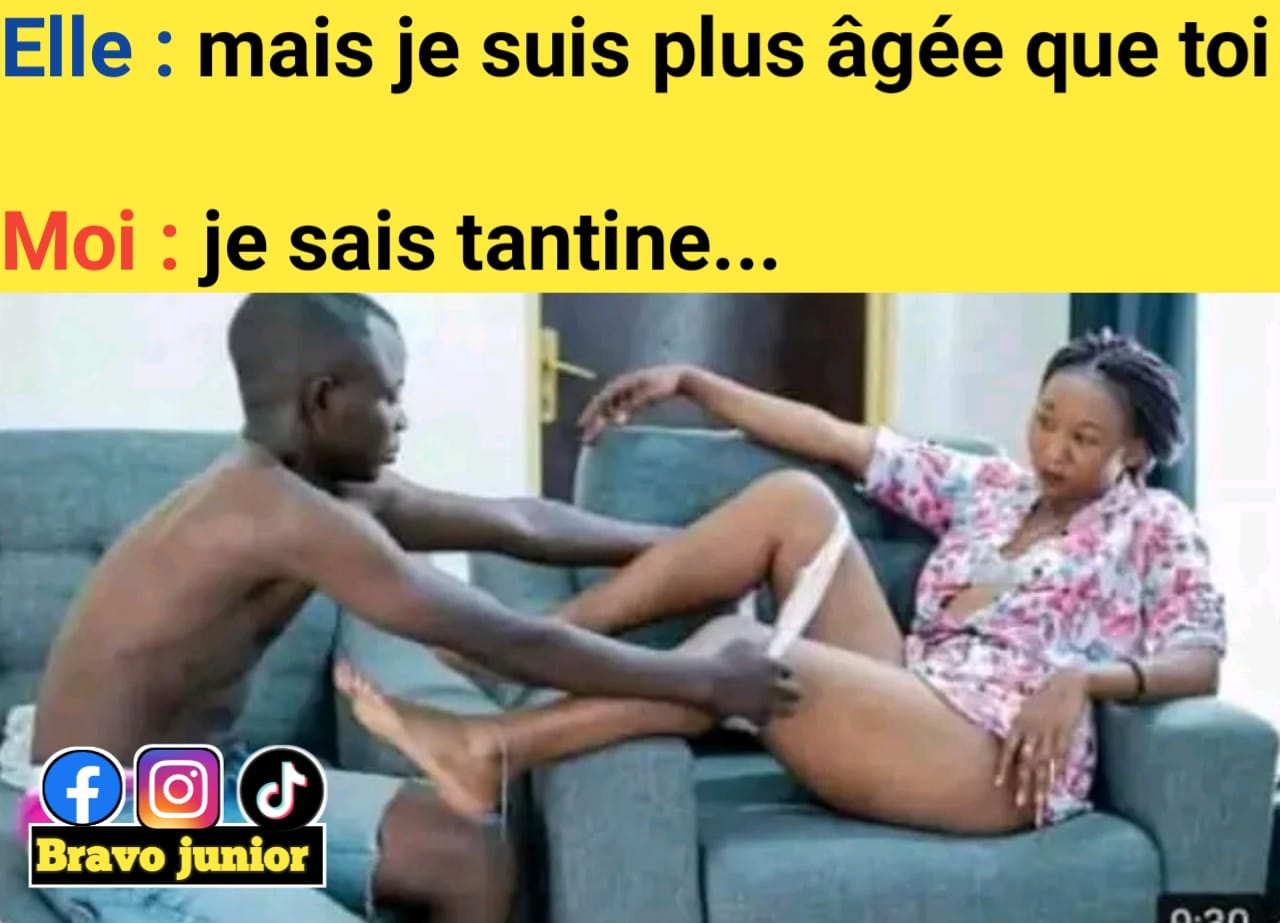 Elle : mais je suis plus âgée que toi
Moi : je sais tantine...
Bravo junior